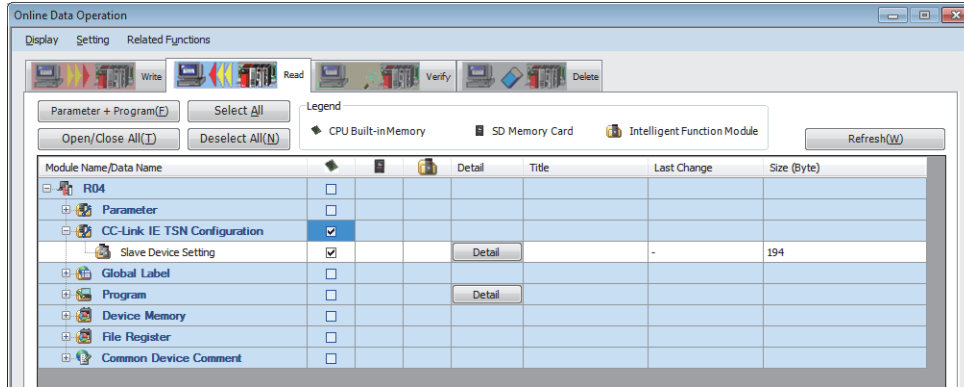 Online Data Operation
Display Setting Related Functions
Write Read Verify Delete
Parameter + Program(F) Select All
Legend
CPU Built-in Memory SD Memory Card Intelligent Function Module
Open/Close All(T) Deselect All(N) Refresh(W)
Module Name/Data Name Detail Title Last Change Size (Byte)
R04
Parameter
CC-Link IE TSN Configuration
Slave Device Setting Detail - 194
Global Label
Program Detail
Device Memory
File Register
Common Device Comment